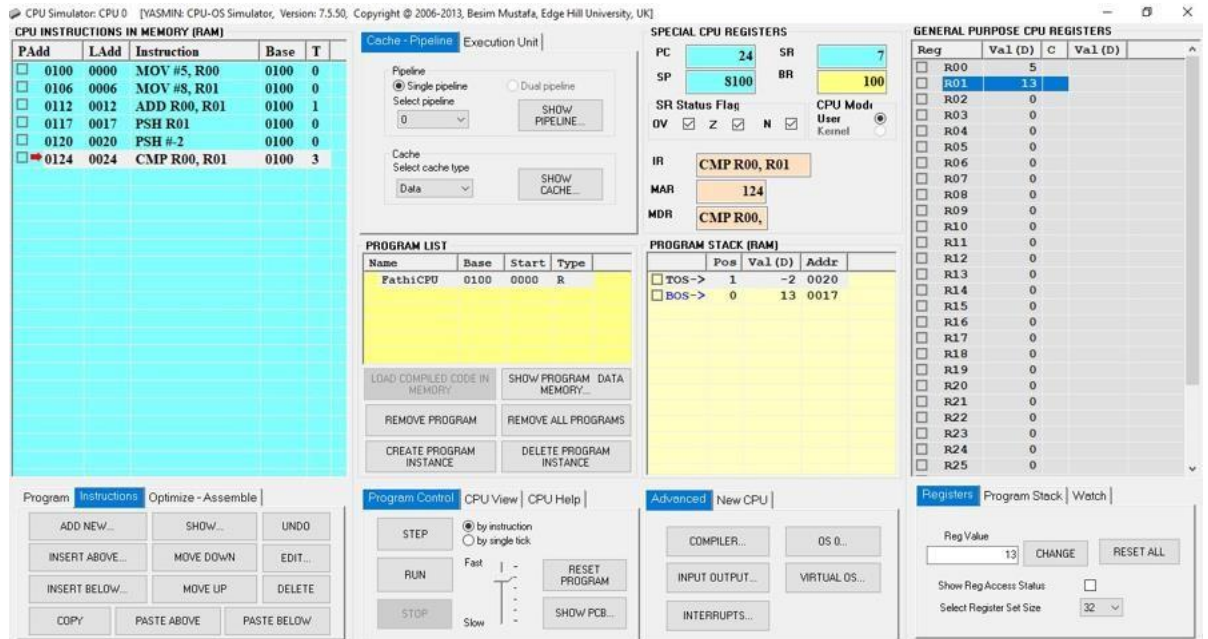 CPU Simulator: CPU 0 [YASMIN: CPU-OS Simulator, Version: 7.5.50, Copyright @ 2006-2013, Besim Mustafa, Edge Hill University, UK]
CPU INSTRUCTIONS IN MEMORY (RAM)
PAdd LAdd Instruction Base T
0100 0000 MOV #5, R00 0100 0
0106 0006 MOV #8, R01 0100 0
0112 0012 ADD R00, R01 0100 1
0117 0017 PSH R01 0100 0
0120 0020 PSH #-2 0100 0
0124 0024 CMP R00, R01 0100 3
Program Instructions Optimize - Assemble
ADD NEW... SHOW... UNDO
INSERT ABOVE... MOVE DOWN EDIT...
INSERT BELOW... MOVE UP DELETE
COPY PASTE ABOVE PASTE BELOW
Cache - Pipeline Execution Unit
Pipeline
Single pipeline Dual pipeline
Select pipeline
0
SHOW
PIPELINE...
Cache
Select cache type
Data
SHOW
CACHE...
PROGRAM LIST
Name Base Start Type
FathiCPU 0100 0000 R
LOAD COMPILED CODE IN
MEMORY
SHOW PROGRAM DATA
MEMORY...
REMOVE PROGRAM REMOVE ALL PROGRAMS
CREATE PROGRAM
INSTANCE
DELETE PROGRAM
INSTANCE
Program Control CPU View CPU Help
STEP
by instruction
by single tick
RUN
Fast
RESET
PROGRAM
STOP
Slow
SHOW PCB...
SPECIAL CPU REGISTERS
PC 24 SR 7
SP 8100 BR 100
SR Status Flag CPU Mode
OV Z N
User
Kernel
IR CMP R00, R01
MAR 124
MDR CMP R00,
PROGRAM STACK (RAM)
Pos Val (D) Addr
TOS-> 1 -2 0020
BOS-> 0 13 0017
Advanced New CPU
COMPILER... OS 0...
INPUT OUTPUT... VIRTUAL OS...
INTERRUPTS...
GENERAL PURPOSE CPU REGISTERS
Reg Val (D) C Val (D)
R00 5
R01 13
R02 0
R03 0
R04 0
R05 0
R06 0
R07 0
R08 0
R09 0
R10 0
R11 0
R12 0
R13 0
R14 0
R15 0
R16 0
R17 0
R18 0
R19 0
R20 0
R21 0
R22 0
R23 0
R24 0
R25 0
Registers Program Stack Watch
Reg Value
13 CHANGE RESET ALL
Show Reg Access Status
Select Register Set Size 32